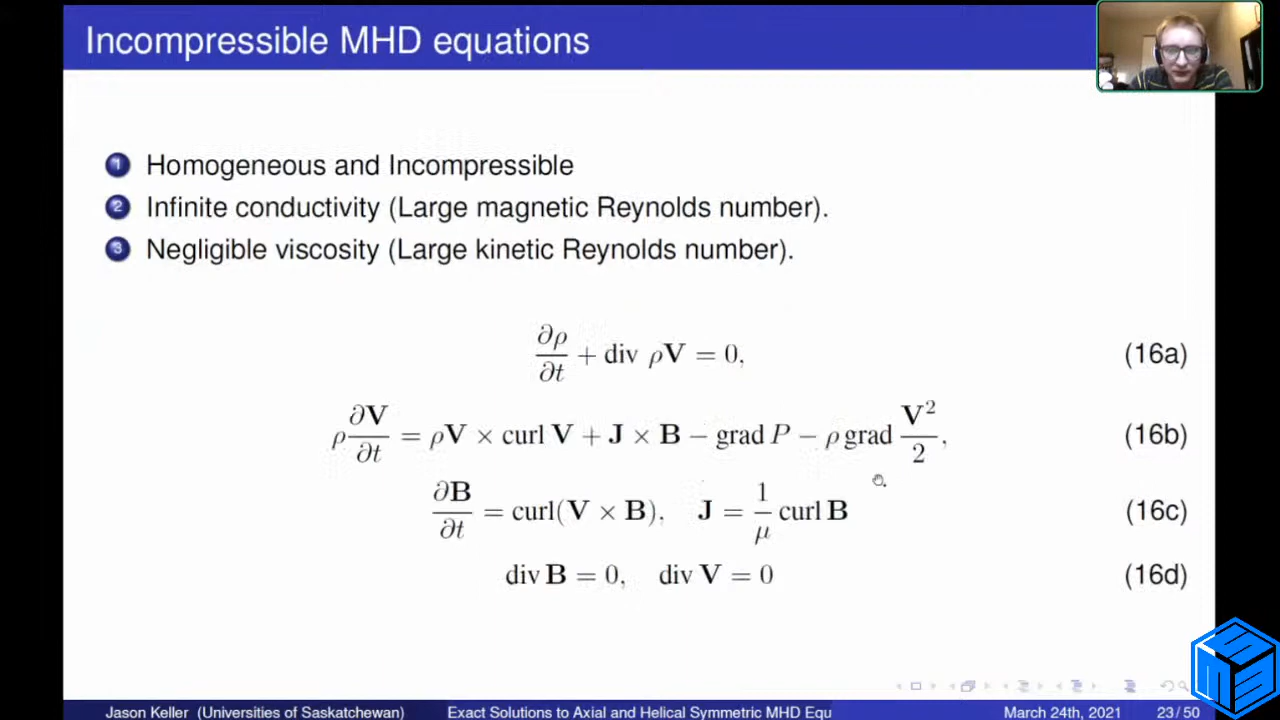 Incompressible MHD equations
1 Homogeneous and Incompressible
2 Infinite conductivity (Large magnetic Reynolds number).
3 Negligible viscosity (Large kinetic Reynolds number).
∂ρ/∂t + div ρV = 0, (16a)
ρ ∂V/∂t = ρV × curl V + J × B − grad P − ρ grad V²/2, (16b)
∂B/∂t = curl(V × B), J = 1/μ curl B (16c)
div B = 0, div V = 0 (16d)
Jason Keller (Universities of Saskatchewan) Exact Solutions to Axial and Helical Symmetric MHD Equ March 24th, 2021 23 / 50